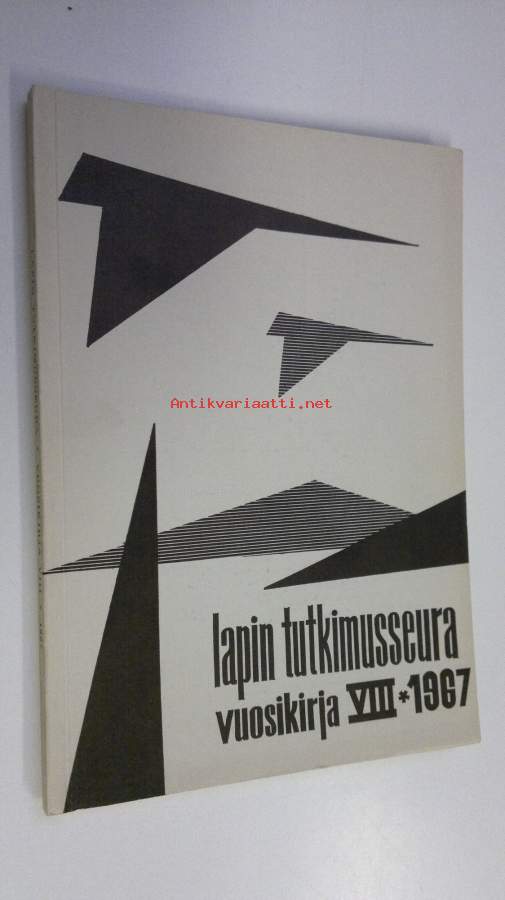 Antikvariaatti.net
lapin tutkimusseura
vuosikirja VIII * 1967